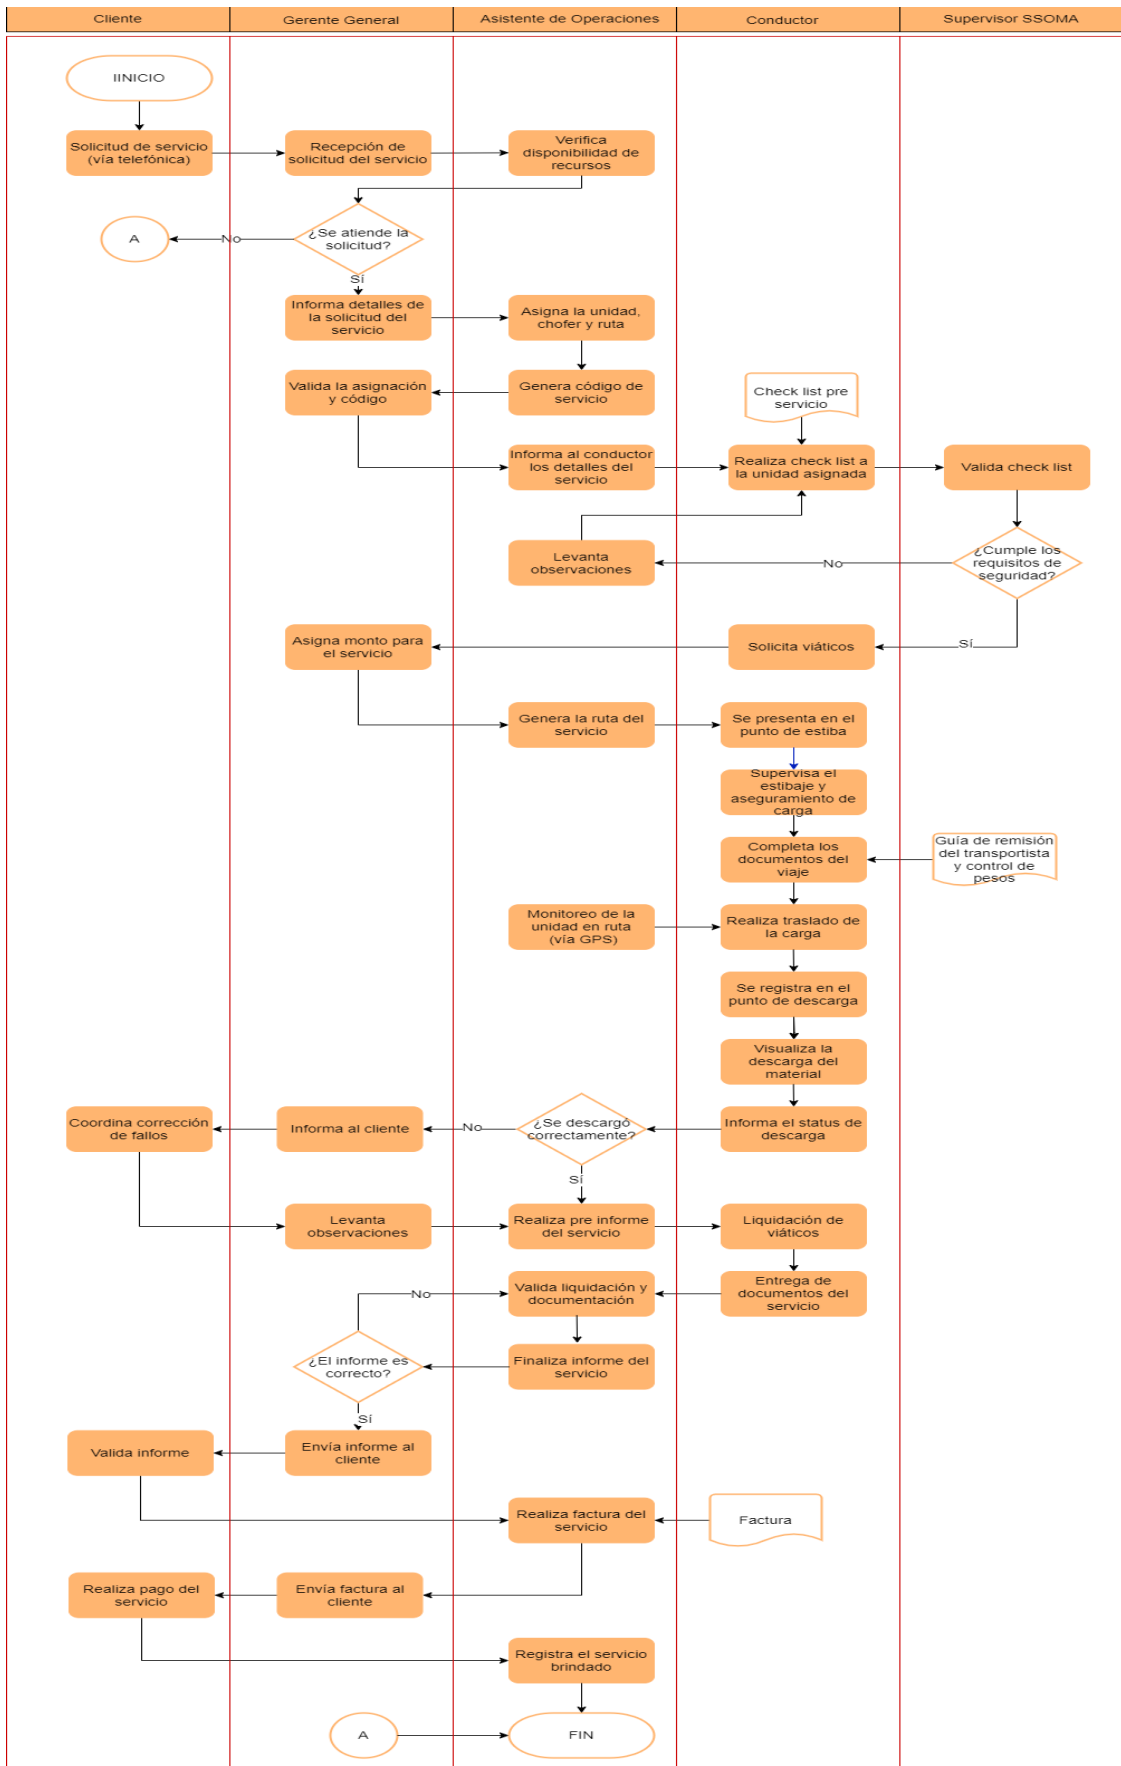 Cliente
Gerente General
Asistente de Operaciones
Conductor
Supervisor SSOMA
IINICIO
Solicitud de servicio
(vía telefónica)
Recepción de
solicitud del servicio
Verifica
disponibilidad de
recursos
¿Se atiende la
solicitud?
No
A
Sí
Informa detalles de
la solicitud del
servicio
Asigna la unidad,
chofer y ruta
Valida la asignación
y código
Genera código de
servicio
Check list pre
servicio
Informa al conductor
los detalles del
servicio
Realiza check list a
la unidad asignada
Valida check list
Levanta
observaciones
No
¿Cumple los
requisitos de
seguridad?
Sí
Asigna monto para
el servicio
Solicita viáticos
Genera la ruta del
servicio
Se presenta en el
punto de estiba
Supervisa el
estibaje y
aseguramiento de
carga
Completa los
documentos del
viaje
Guía de remisión
del transportista
y control de
pesos
Monitoreo de la
unidad en ruta
(vía GPS)
Realiza traslado de
la carga
Se registra en el
punto de descarga
Visualiza la
descarga del
material
Coordina corrección
de fallos
Informa al cliente
No
¿Se descargó
correctamente?
Informa el status de
descarga
Sí
Levanta
observaciones
Realiza pre informe
del servicio
Liquidación de
viáticos
No
Valida liquidación y
documentación
Entrega de
documentos del
servicio
¿El informe es
correcto?
Finaliza informe del
servicio
Sí
Valida informe
Envía informe al
cliente
Realiza factura del
servicio
Factura
Realiza pago del
servicio
Envía factura al
cliente
Registra el servicio
brindado
A
FIN